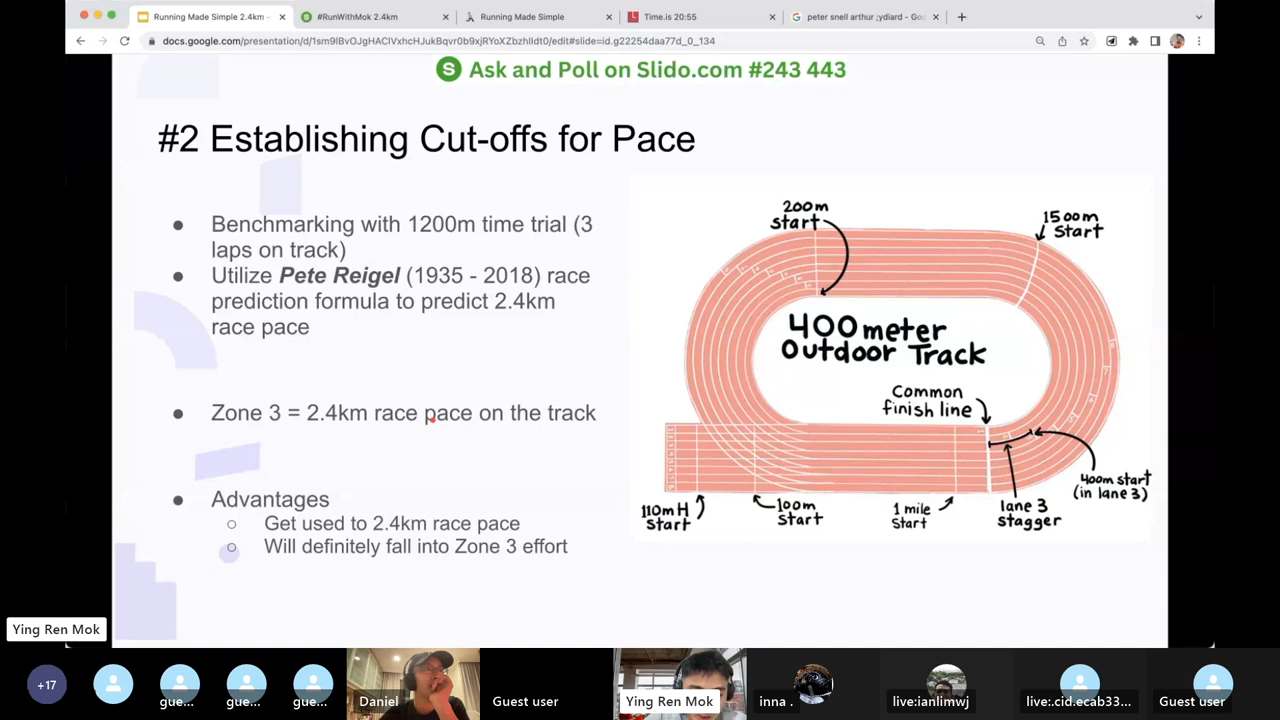 Running Made Simple 2.4km -
#RunWithMok 2.4km
Running Made Simple
Time.is 20:55
peter snell arthur ;ydiard - Goo
docs.google.com/presentation/d/1sm9lBvOJgHACIVxhcHJukBqvr0b9xjRYoXZbzhlIdt0/edit#slide=id.g22254daa77d_0_134
S Ask and Poll on Slido.com #243 443
#2 Establishing Cut-offs for Pace
Benchmarking with 1200m time trial (3
laps on track)
Utilize Pete Reigel (1935 - 2018) race
prediction formula to predict 2.4km
race pace
Zone 3 = 2.4km race pace on the track
Advantages
Get used to 2.4km race pace
Will definitely fall into Zone 3 effort
200m
start
1500m
Start
400 meter
Outdoor Track
Common
finish line
400m start
(in lane 3)
110mH
Start
100m
Start
1 mile
Start
lane 3
stagger
Ying Ren Mok
+17
gue...
gue...
gue...
Daniel
Guest user
Ying Ren Mok
inna .
live:ianlimwj
live:.cid.ecab33...
Guest user